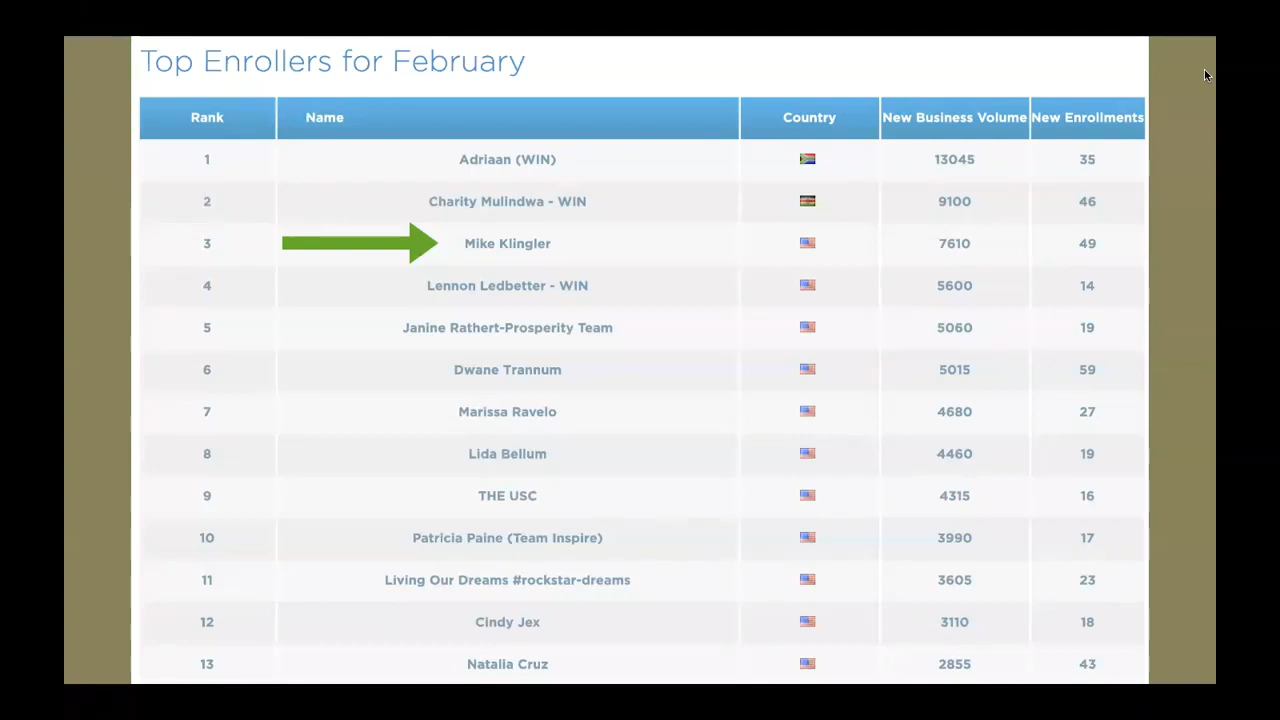 Top Enrollers for February
Rank Name Country New Business Volume New Enrollments
1 Adriaan (WIN) 13045 35
2 Charity Mulindwa - WIN 9100 46
3 Mike Klingler 7610 49
4 Lennon Ledbetter - WIN 5600 14
5 Janine Rathert-Prosperity Team 5060 19
6 Dwane Trannum 5015 59
7 Marissa Ravelo 4680 27
8 Lida Bellum 4460 19
9 THE USC 4315 16
10 Patricia Paine (Team Inspire) 3990 17
11 Living Our Dreams #rockstar-dreams 3605 23
12 Cindy Jex 3110 18
13 Natalia Cruz 2855 43